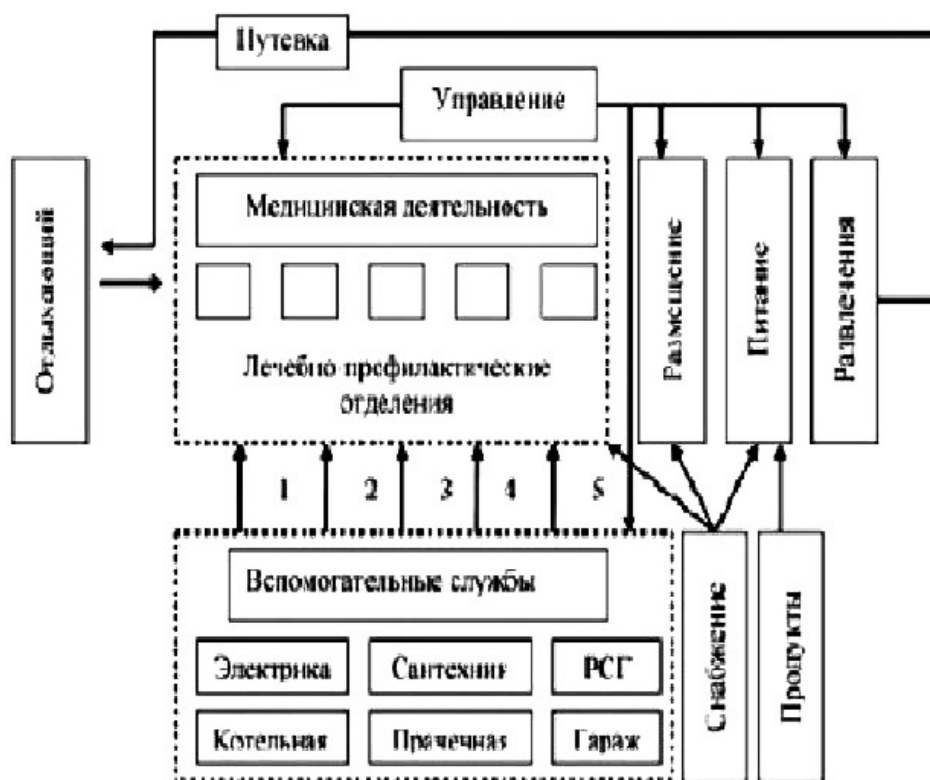 Путевка
Управление
Отдыхающий
Медицинская деятельность
Лечебно профилактические
отделения
Размещение
Питание
Развлечения
1 2 3 4 5
Вспомогательные службы
Электрика
Сантехния
РСГ
Котельная
Прачечная
Гараж
Снабжение
Продукты